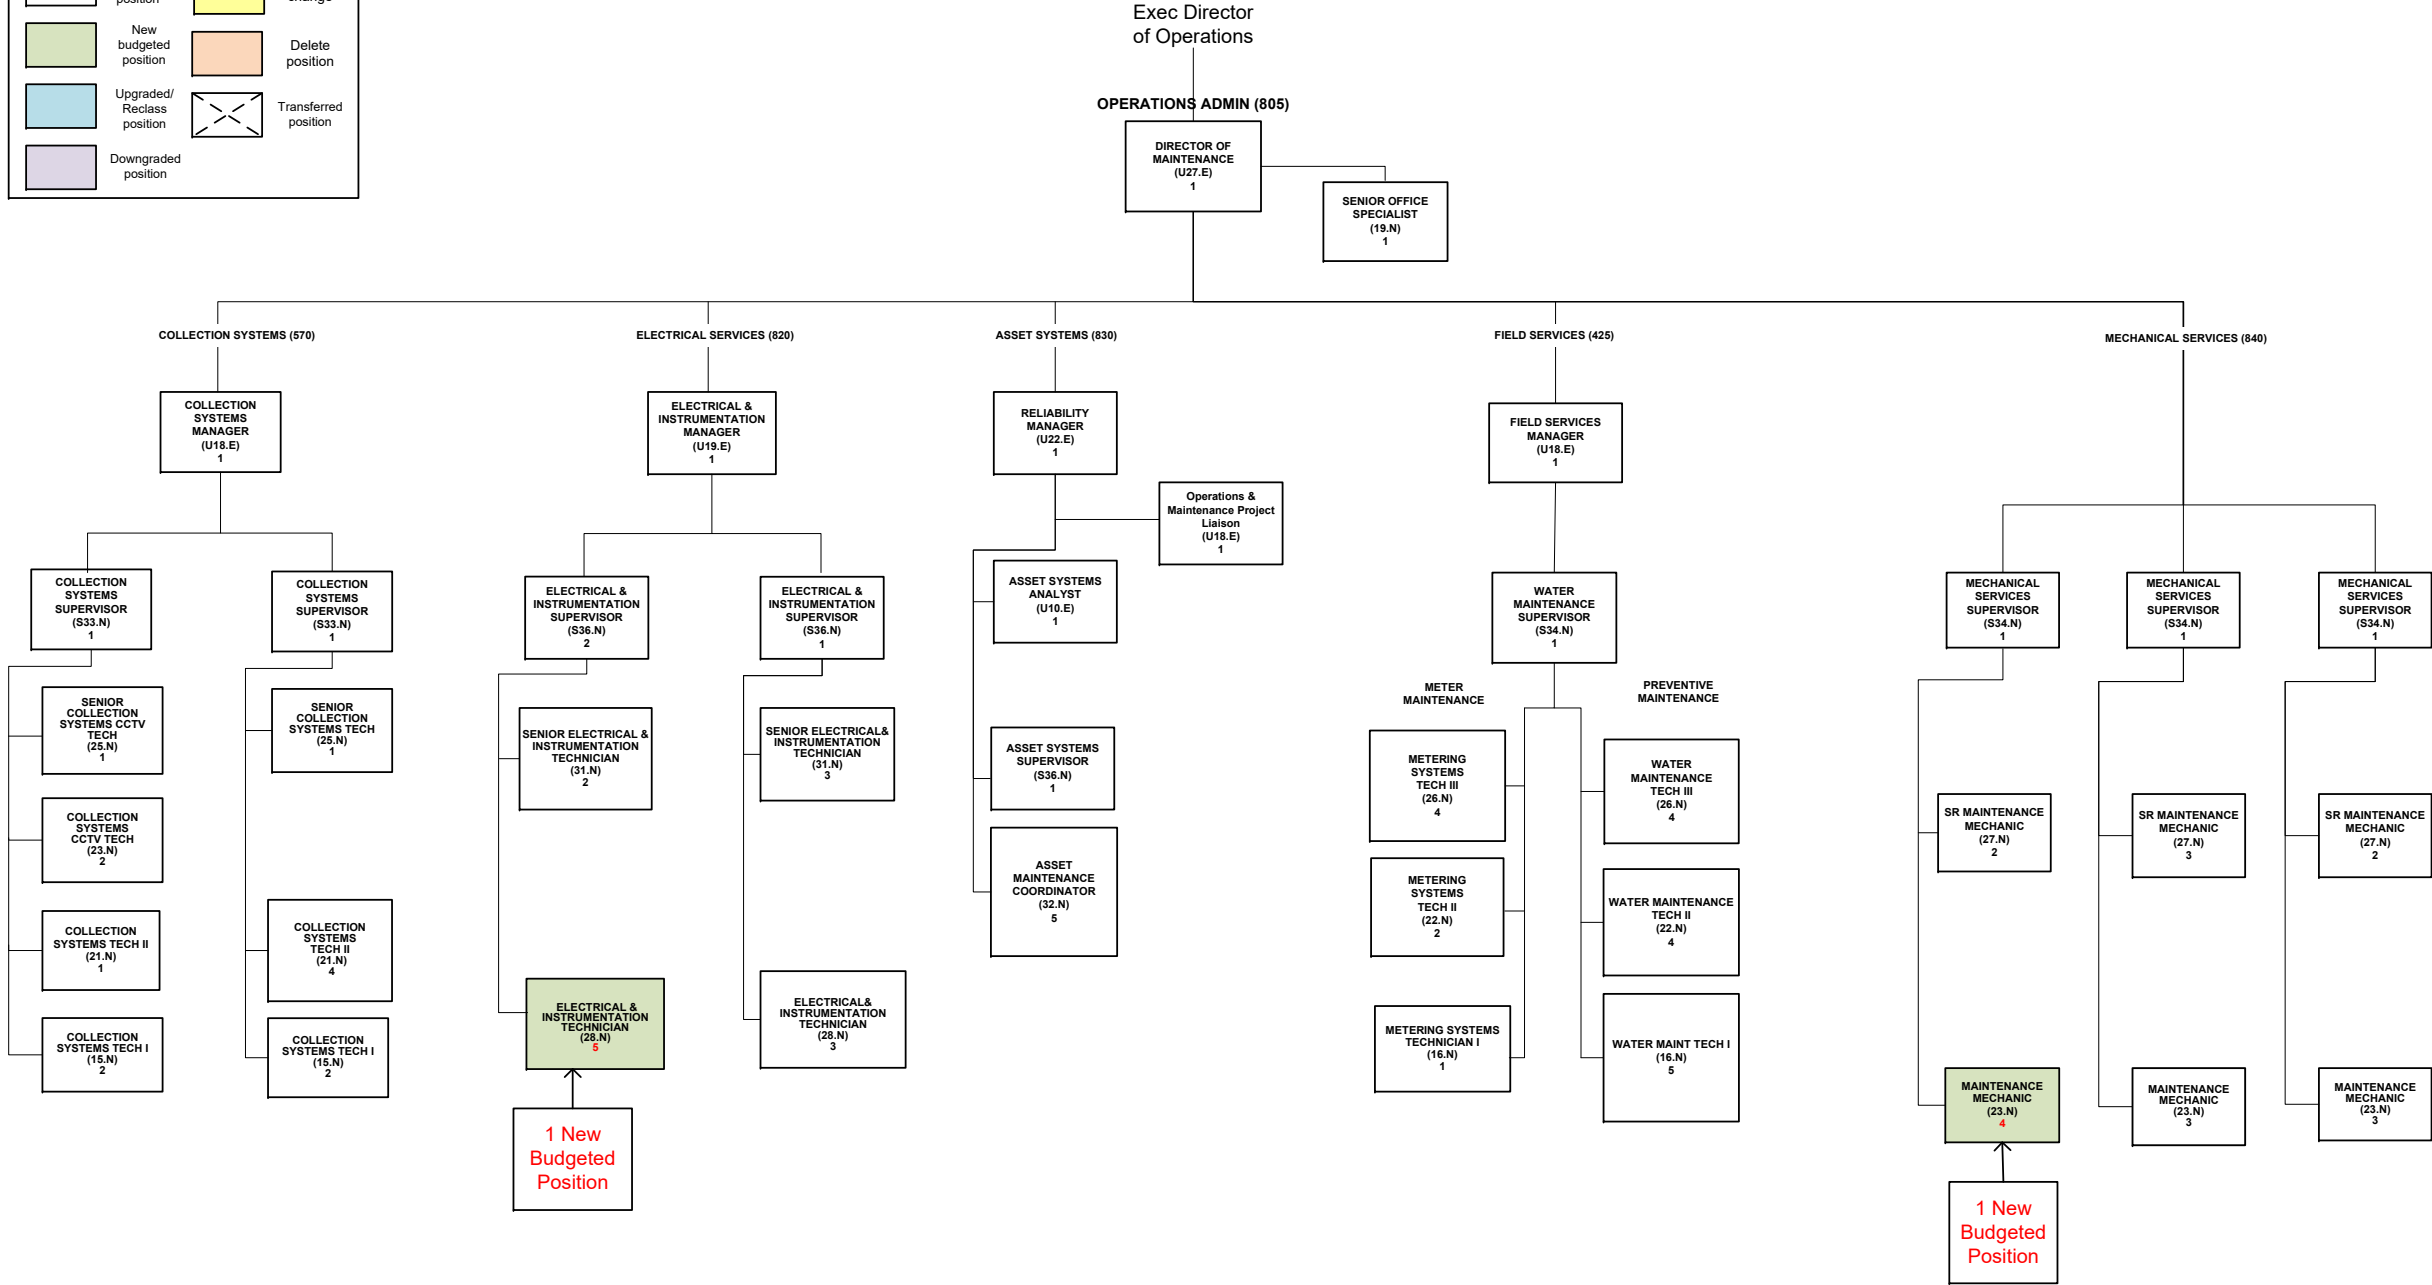 position
change
New
budgeted
position
Delete
position
Upgraded/
Reclass
position
Transferred
position
Downgraded
position
Exec Director
of Operations
OPERATIONS ADMIN (805)
DIRECTOR OF
MAINTENANCE
(U27.E)
1
SENIOR OFFICE
SPECIALIST
(19.N)
1
COLLECTION SYSTEMS (570)
ELECTRICAL SERVICES (820)
ASSET SYSTEMS (830)
FIELD SERVICES (425)
MECHANICAL SERVICES (840)
COLLECTION
SYSTEMS
MANAGER
(U18.E)
1
COLLECTION
SYSTEMS
SUPERVISOR
(S33.N)
1
SENIOR
COLLECTION
SYSTEMS CCTV
TECH
(25.N)
1
COLLECTION
SYSTEMS
CCTV TECH
(23.N)
2
COLLECTION
SYSTEMS TECH II
(21.N)
1
COLLECTION
SYSTEMS TECH I
(15.N)
2
COLLECTION
SYSTEMS
SUPERVISOR
(S33.N)
1
SENIOR
COLLECTION
SYSTEMS TECH
(25.N)
1
COLLECTION
SYSTEMS
TECH II
(21.N)
4
COLLECTION
SYSTEMS TECH I
(15.N)
2
ELECTRICAL &
INSTRUMENTATION
MANAGER
(U19.E)
1
ELECTRICAL &
INSTRUMENTATION
SUPERVISOR
(S36.N)
2
SENIOR ELECTRICAL &
INSTRUMENTATION
TECHNICIAN
(31.N)
2
ELECTRICAL &
INSTRUMENTATION
TECHNICIAN
(28.N)
5
1 New
Budgeted
Position
ELECTRICAL &
INSTRUMENTATION
SUPERVISOR
(S36.N)
1
SENIOR ELECTRICAL&
INSTRUMENTATION
TECHNICIAN
(31.N)
3
ELECTRICAL&
INSTRUMENTATION
TECHNICIAN
(28.N)
3
RELIABILITY
MANAGER
(U22.E)
1
Operations &
Maintenance Project
Liaison
(U18.E)
1
ASSET SYSTEMS
ANALYST
(U10.E)
1
ASSET SYSTEMS
SUPERVISOR
(S36.N)
1
ASSET
MAINTENANCE
COORDINATOR
(32.N)
5
FIELD SERVICES
MANAGER
(U18.E)
1
WATER
MAINTENANCE
SUPERVISOR
(S34.N)
1
METER
MAINTENANCE
METERING
SYSTEMS
TECH III
(26.N)
4
METERING
SYSTEMS
TECH II
(22.N)
2
METERING SYSTEMS
TECHNICIAN I
(16.N)
1
PREVENTIVE
MAINTENANCE
WATER
MAINTENANCE
TECH III
(26.N)
4
WATER MAINTENANCE
TECH II
(22.N)
4
WATER MAINT TECH I
(16.N)
5
MECHANICAL
SERVICES
SUPERVISOR
(S34.N)
1
SR MAINTENANCE
MECHANIC
(27.N)
2
MAINTENANCE
MECHANIC
(23.N)
4
1 New
Budgeted
Position
MECHANICAL
SERVICES
SUPERVISOR
(S34.N)
1
SR MAINTENANCE
MECHANIC
(27.N)
3
MAINTENANCE
MECHANIC
(23.N)
3
MECHANICAL
SERVICES
SUPERVISOR
(S34.N)
1
SR MAINTENANCE
MECHANIC
(27.N)
2
MAINTENANCE
MECHANIC
(23.N)
3